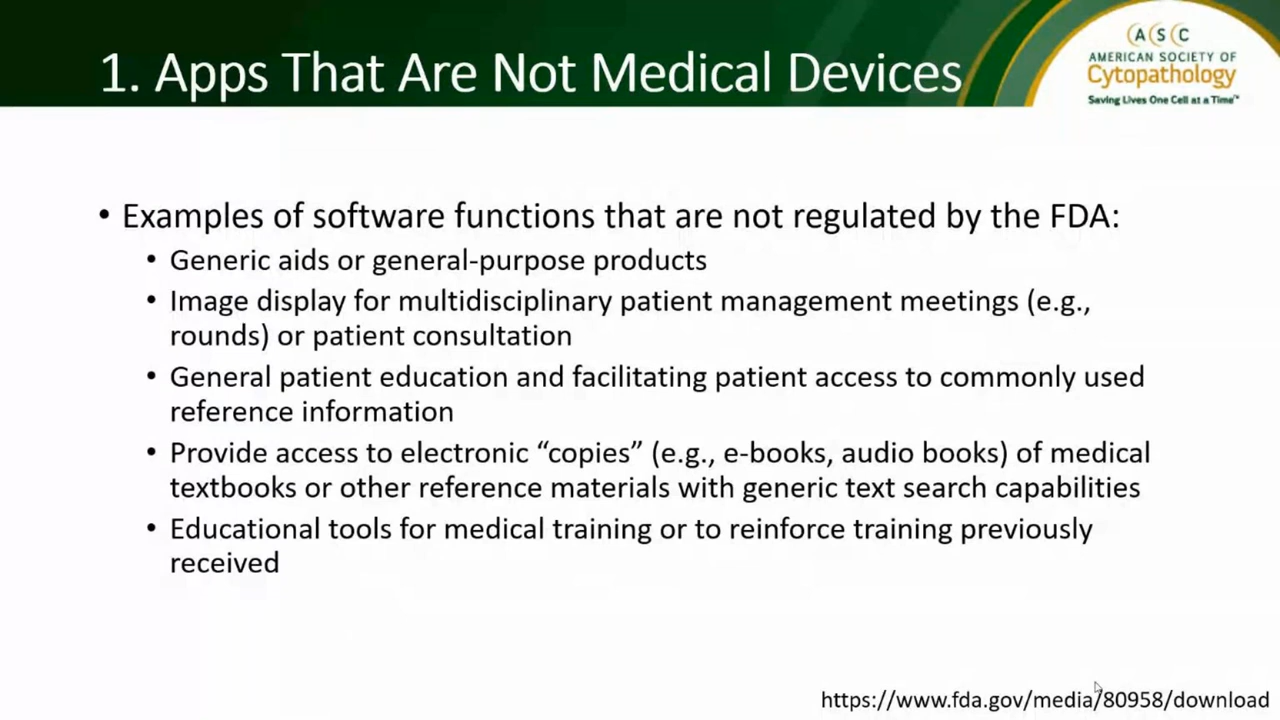 1. Apps That Are Not Medical Devices
(A S C)
AMERICAN SOCIETY OF
Cytopathology
Saving Lives One Cell at a Time™
• Examples of software functions that are not regulated by the FDA:
• Generic aids or general-purpose products
• Image display for multidisciplinary patient management meetings (e.g.,
rounds) or patient consultation
• General patient education and facilitating patient access to commonly used
reference information
• Provide access to electronic “copies” (e.g., e-books, audio books) of medical
textbooks or other reference materials with generic text search capabilities
• Educational tools for medical training or to reinforce training previously
received
https://www.fda.gov/media/80958/download